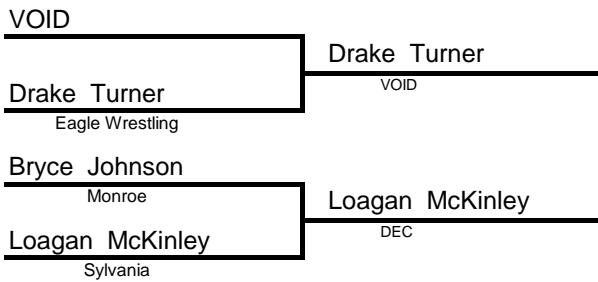 VOID
Drake Turner
Eagle Wrestling
Bryce Johnson
Monroe
Loagan McKinley
Sylvania
Drake Turner
VOID
Loagan McKinley
DEC